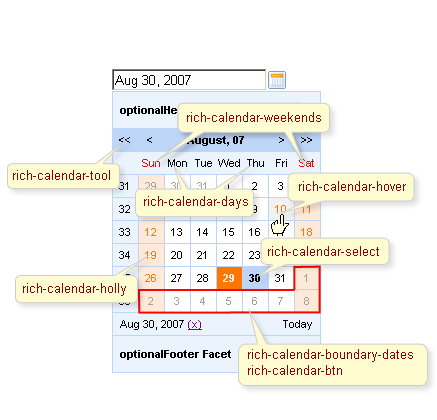 Aug 30, 2007
optionalHe
rich-calendar-weekends
<< < August, 07 > >>
Sun Mon Tue Wed Thu Fri Sat
rich-calendar-tool
31 29 30 31 1 2 3
rich-calendar-hover
32 10 11
rich-calendar-days
33 12 13 14 15 16 18
rich-calendar-select
34 19 20 21 22 23
rich-calendar-holly
35 26 27 28 29 30 31 1
2 3 4 5 6 7 8
Aug 30, 2007 (x) Today
optionalFooter Facet
rich-calendar-boundary-dates
rich-calendar-btn